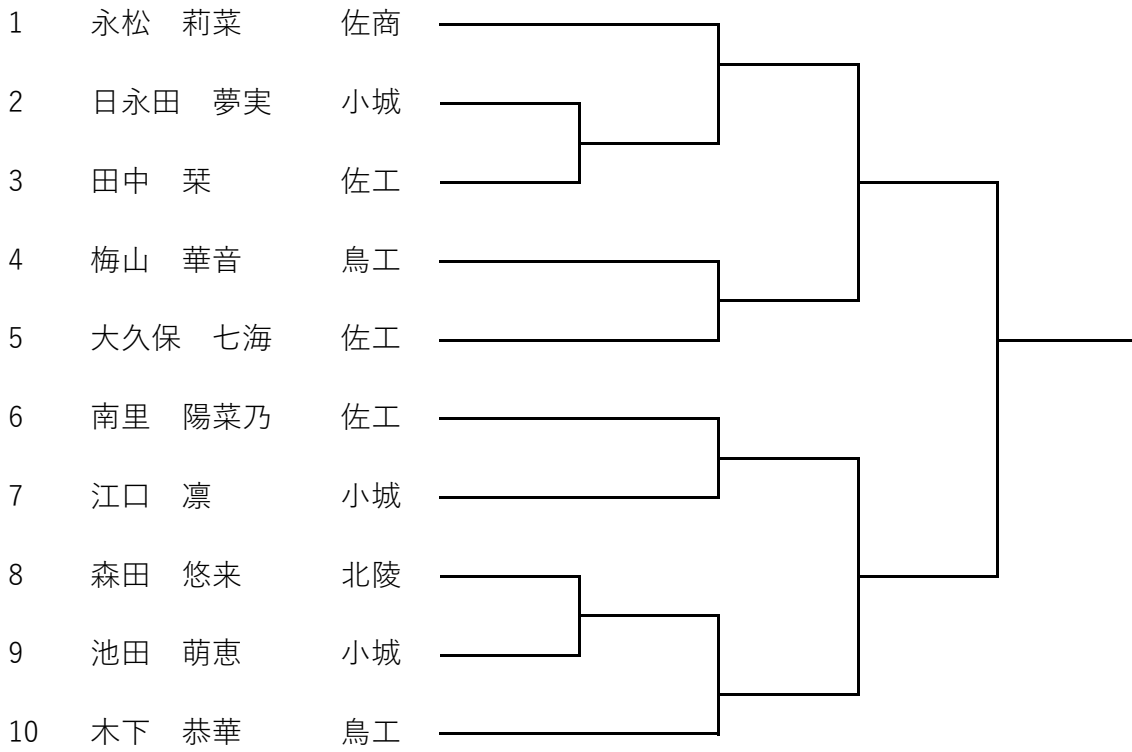 1 永松　莉菜 佐商
2 日永田　夢実 小城
3 田中　栞 佐工
4 梅山　華音 鳥工
5 大久保　七海 佐工
6 南里　陽菜乃 佐工
7 江口　凛 小城
8 森田　悠来 北陵
9 池田　萌恵 小城
10 木下　恭華 鳥工